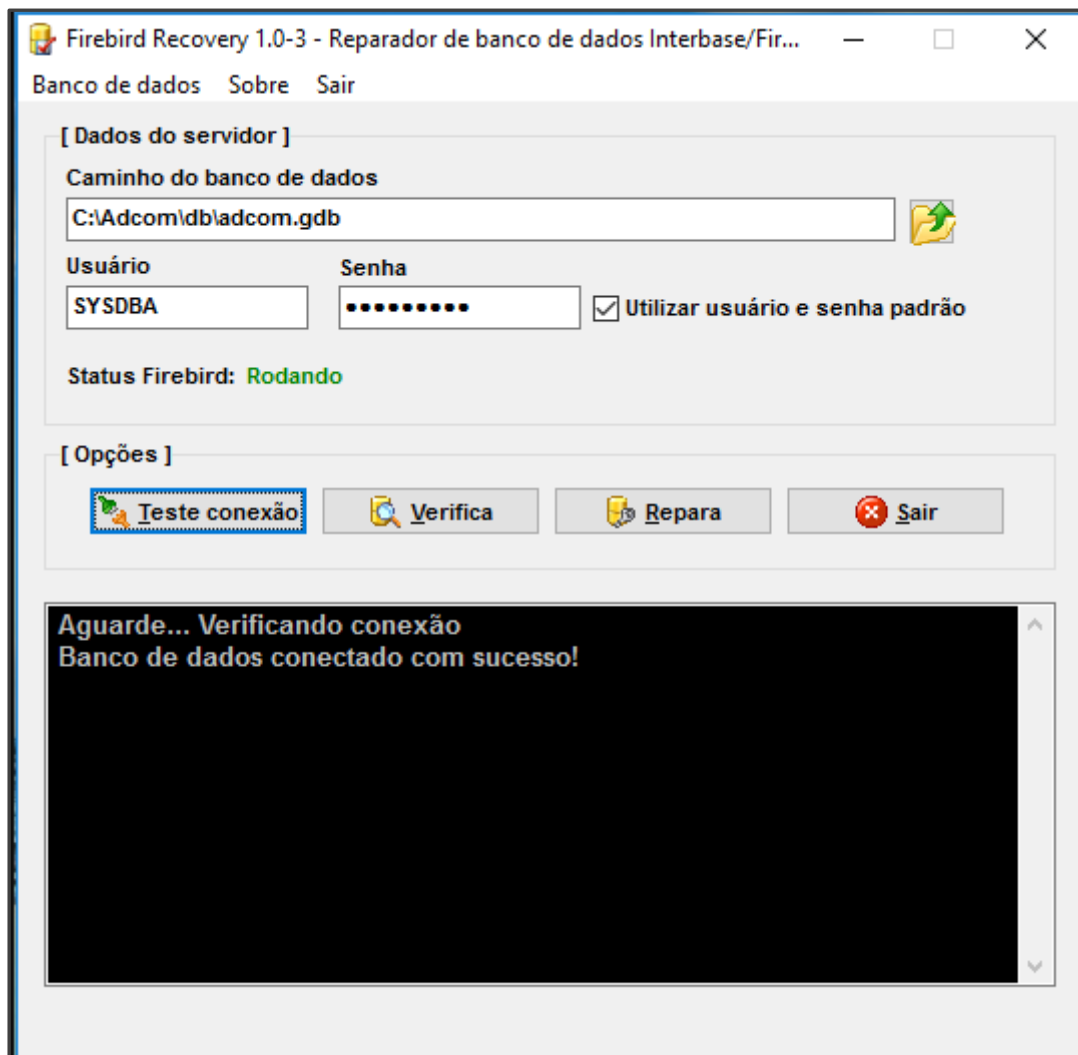 Firebird Recovery 1.0-3 - Reparador de banco de dados Interbase/Fir...
Banco de dados Sobre Sair
[ Dados do servidor ]
Caminho do banco de dados
C:\Adcom\db\adcom.gdb
Usuário Senha
SYSDBA ●●●●●●●●● Utilizar usuário e senha padrão
Status Firebird: Rodando
[ Opções ]
Teste conexão Verifica Repara Sair
Aguarde... Verificando conexão
Banco de dados conectado com sucesso!